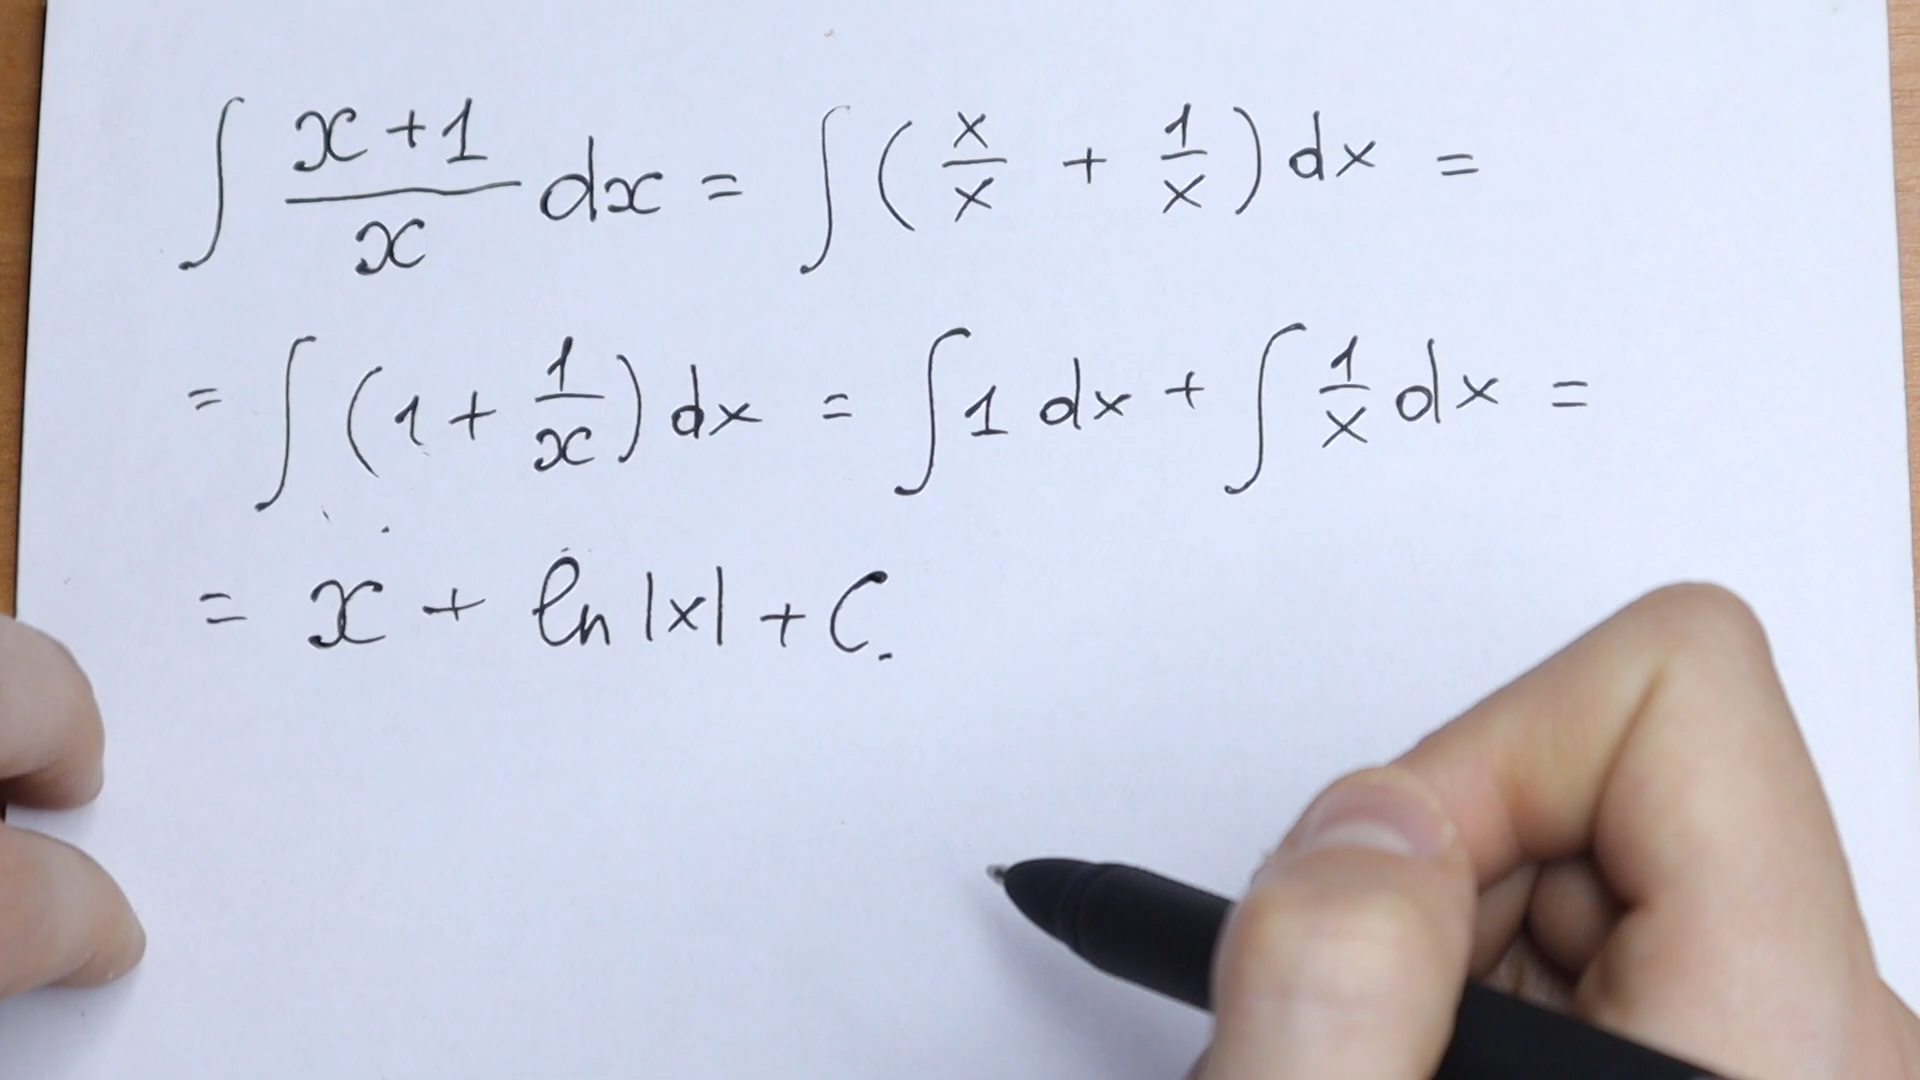 ∫ x+1/x dx = ∫ (x/x + 1/x) dx =
= ∫ (1 + 1/x) dx = ∫ 1 dx + ∫ 1/x dx =
= x + ln |x| + C.